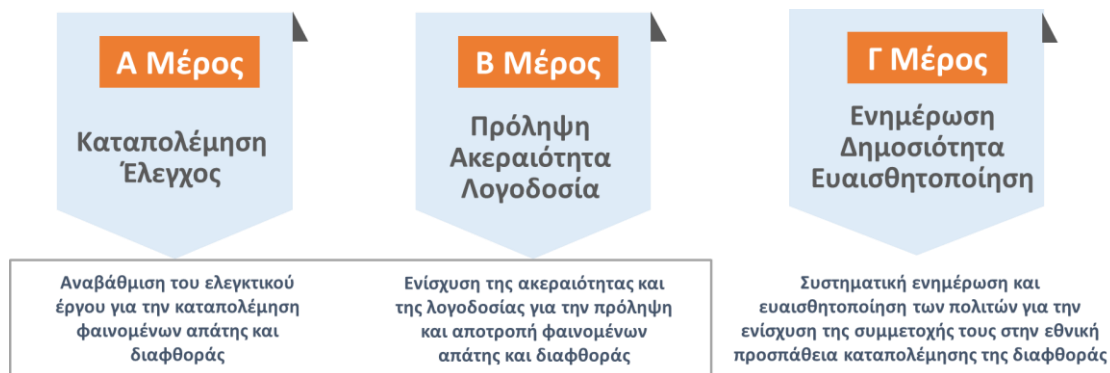 Α Μέρος
Καταπολέμηση
Έλεγχος
Αναβάθμιση του ελεγκτικού
έργου για την καταπολέμηση
φαινομένων απάτης και
διαφθοράς
Β Μέρος
Πρόληψη
Ακεραιότητα
Λογοδοσία
Ενίσχυση της ακεραιότητας και
της λογοδοσίας για την πρόληψη
και αποτροπή φαινομένων
απάτης και διαφθοράς
Γ Μέρος
Ενημέρωση
Δημοσιότητα
Ευαισθητοποίηση
Συστηματική ενημέρωση και
ευαισθητοποίηση των πολιτών για την
ενίσχυση της συμμετοχής τους στην εθνική
προσπάθεια καταπολέμησης της διαφθοράς